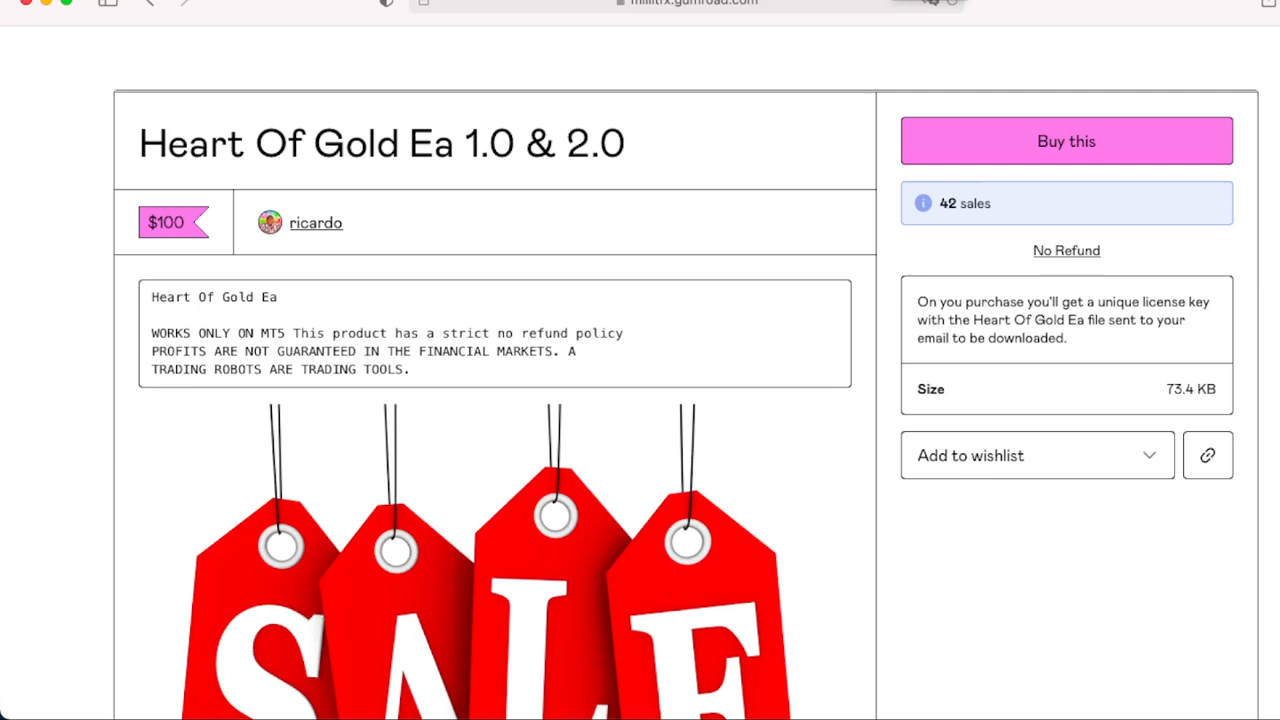 Heart Of Gold Ea 1.0 & 2.0
$100
ricardo
Heart Of Gold Ea
WORKS ONLY ON MT5 This product has a strict no refund policy
PROFITS ARE NOT GUARANTEED IN THE FINANCIAL MARKETS. A
TRADING ROBOTS ARE TRADING TOOLS.
SALE
Buy this
42 sales
No Refund
On you purchase you'll get a unique license key
with the Heart Of Gold Ea file sent to your
email to be downloaded.
Size 73.4 KB
Add to wishlist